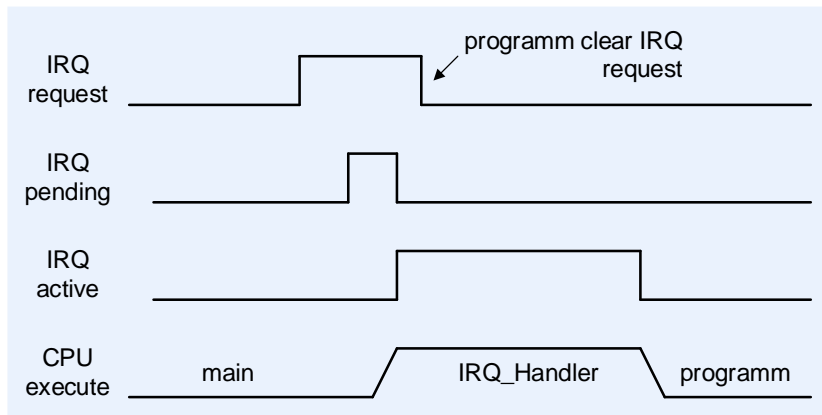 IRQ
request
programm clear IRQ
request
IRQ
pending
IRQ
active
CPU
execute
main
IRQ_Handler
programm